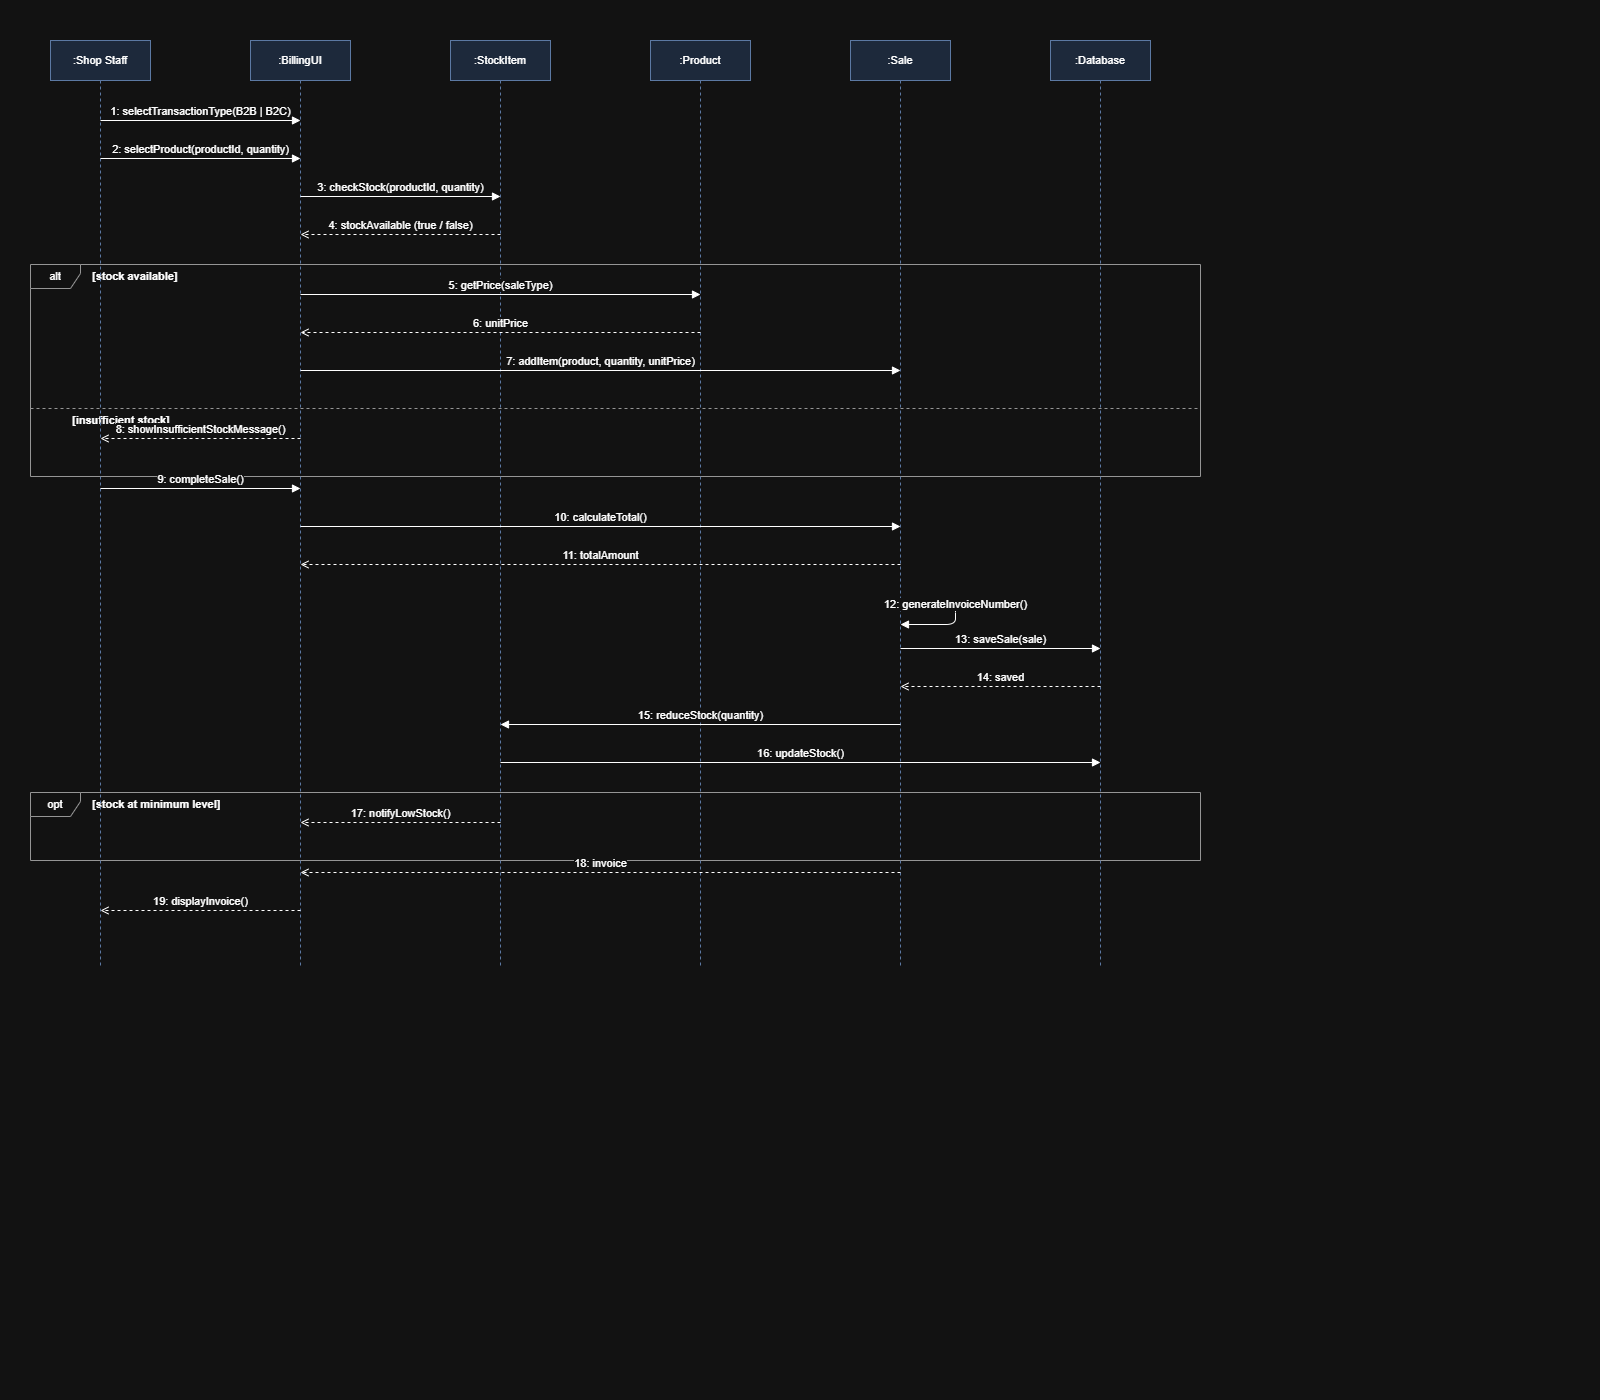 :Shop Staff
:BillingUI
:StockItem
:Product
:Sale
:Database
1: selectTransactionType(B2B | B2C)
2: selectProduct(productId, quantity)
3: checkStock(productId, quantity)
4: stockAvailable (true / false)
alt
[stock available]
5: getPrice(saleType)
6: unitPrice
7: addItem(product, quantity, unitPrice)
[insufficient stock]
8: showInsufficientStockMessage()
9: completeSale()
10: calculateTotal()
11: totalAmount
12: generateInvoiceNumber()
13: saveSale(sale)
14: saved
15: reduceStock(quantity)
16: updateStock()
opt
[stock at minimum level]
17: notifyLowStock()
18: invoice
19: displayInvoice()